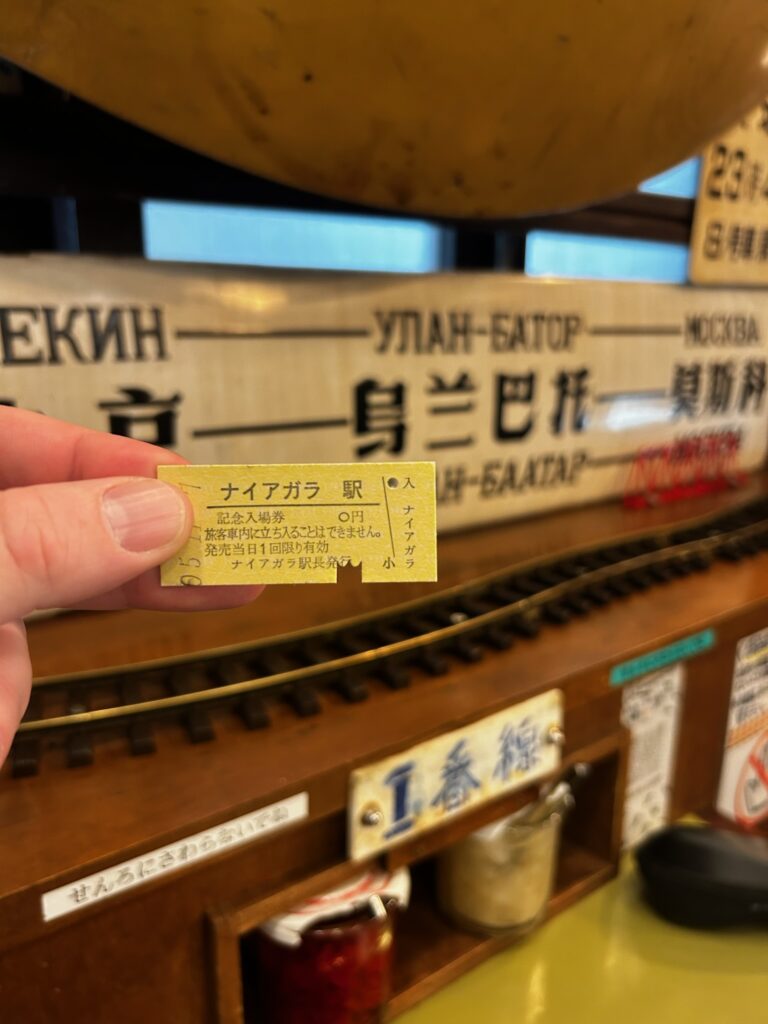 23
ЕКИН — УЛАН-БАТОР — МОСКВА
京 — 乌兰巴托 — 莫斯科
Н-БААТАР
ナイアガラ 駅
記念入場券 0円
旅客車内に立ち入ることはできません。
発売当日1回限り有効
ナイアガラ駅長発行
入 ナイアガラ
小
1番線
せんろにさわらないでね